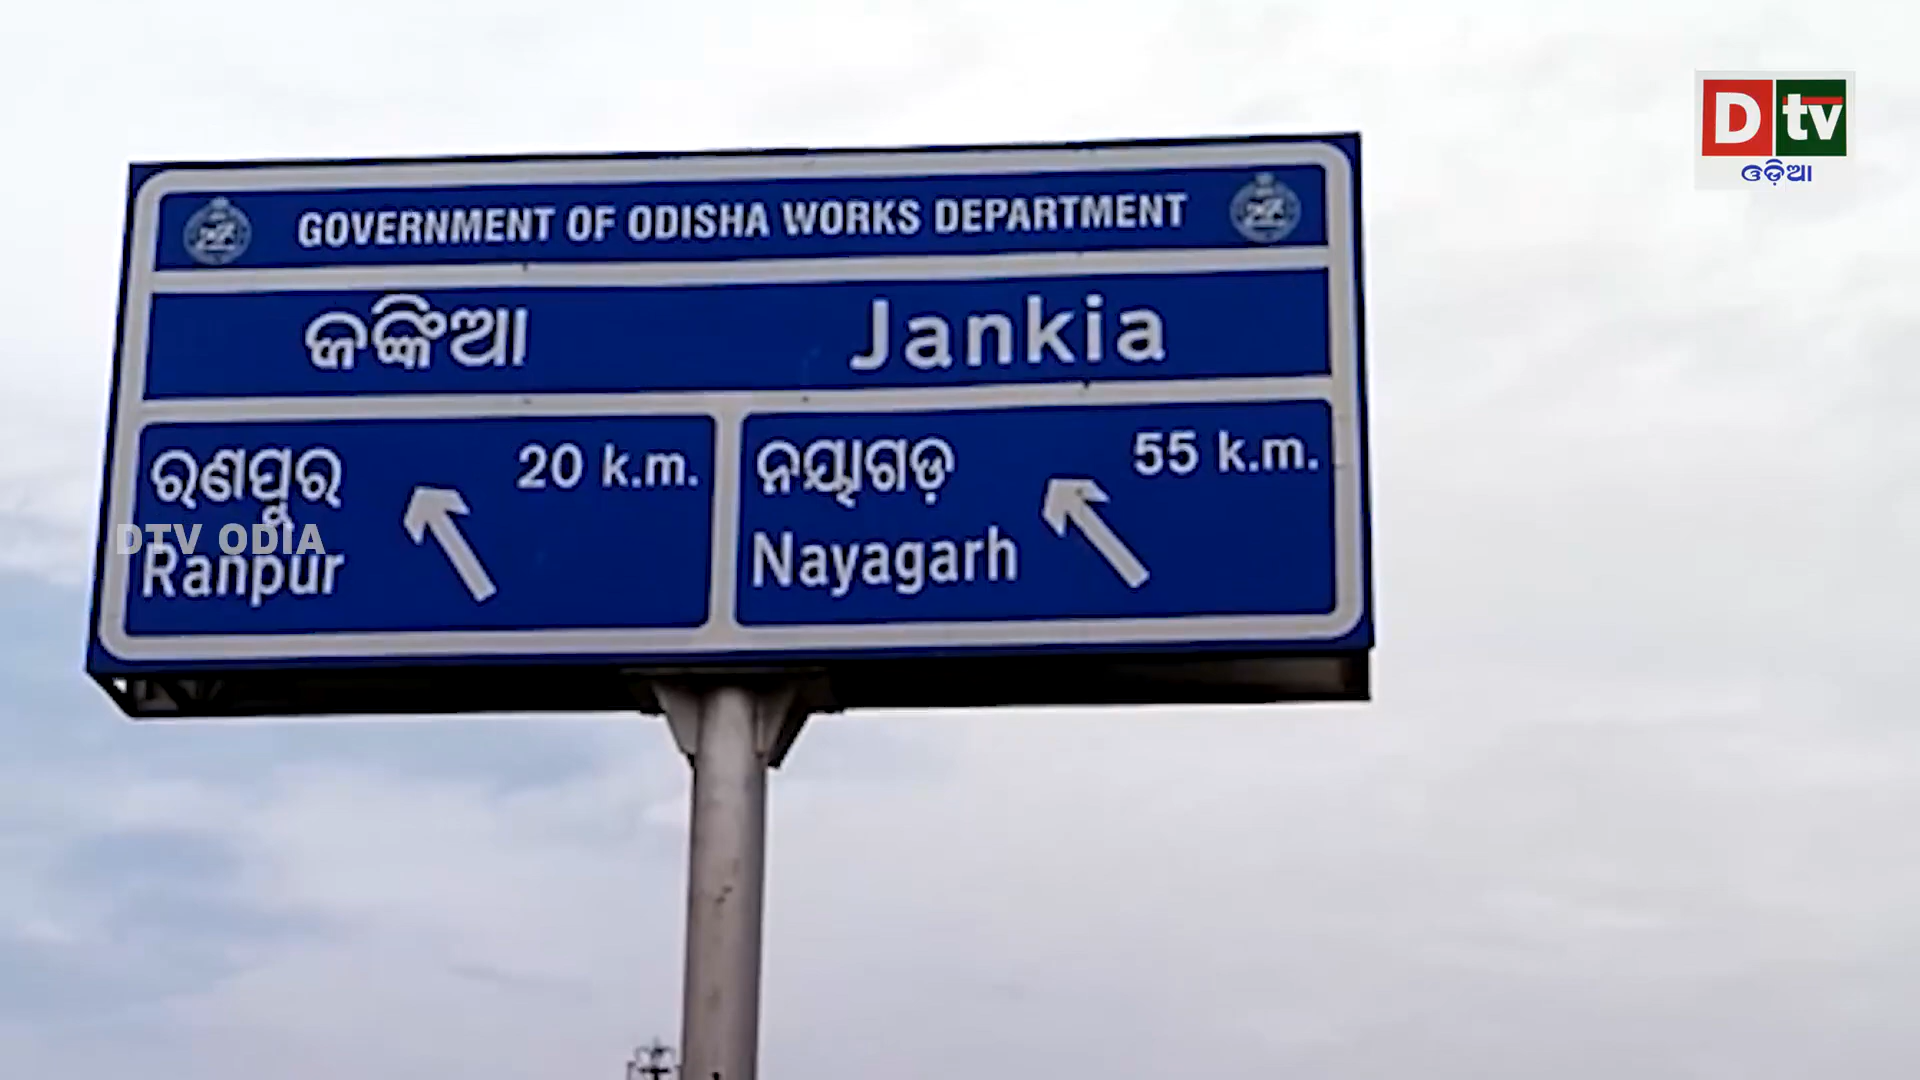 D tv
ଓଡ଼ିଆ
GOVERNMENT OF ODISHA WORKS DEPARTMENT
ଜଙ୍କିଆ Jankia
ରଣପୁର 20 k.m.
DTV ODIA
Ranpur
ନୟାଗଡ଼ 55 k.m.
Nayagarh